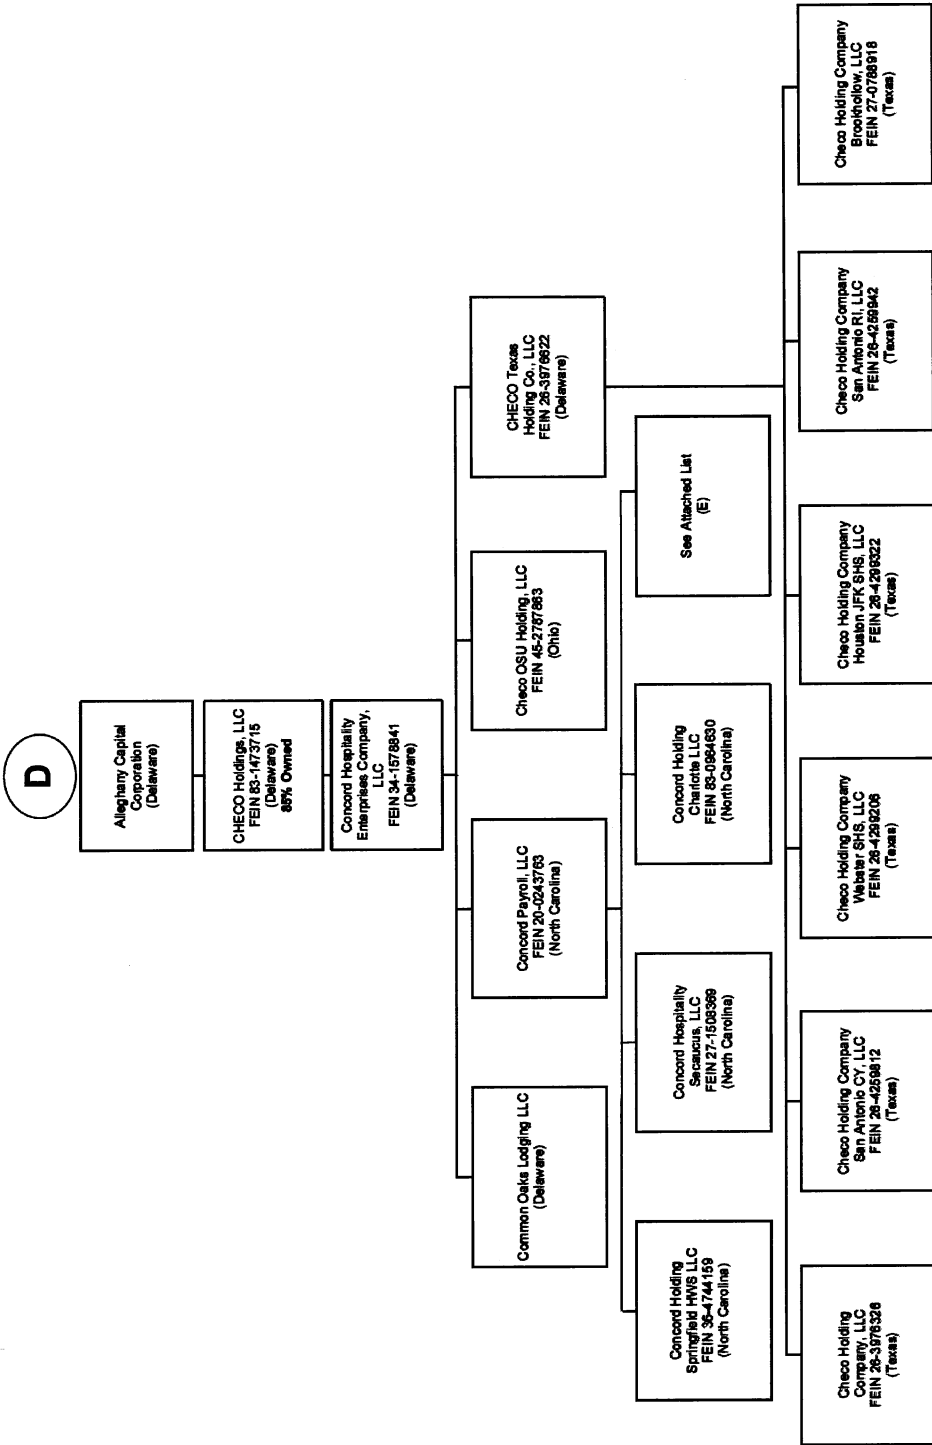 D
Alleghany Capital
Corporation
(Delaware)
CHECO Holdings, LLC
FEIN 83-1473715
(Delaware)
85% Owned
Concord Hospitality
Enterprises Company,
LLC
FEIN 34-1578841
(Delaware)
Common Oaks Lodging LLC
(Delaware)
Concord Payroll, LLC
FEIN 20-0243763
(North Carolina)
Checo OSU Holding, LLC
FEIN 45-2787863
(Ohio)
CHECO Texas
Holding Co., LLC
FEIN 26-3976622
(Delaware)
Concord Holding
Springfield HWS LLC
FEIN 36-4744159
(North Carolina)
Concord Hospitality
Secaucus, LLC
FEIN 27-1508369
(North Carolina)
Concord Holding
Charlotte LLC
FEIN 83-0964630
(North Carolina)
See Attached List
(E)
Checo Holding
Company, LLC
FEIN 26-3976326
(Texas)
Checo Holding Company
San Antonio CY, LLC
FEIN 26-4259812
(Texas)
Checo Holding Company
Webster SHS, LLC
FEIN 26-4299206
(Texas)
Checo Holding Company
Houston JFK SHS, LLC
FEIN 26-4299322
(Texas)
Checo Holding Company
San Antonio RI, LLC
FEIN 26-4259942
(Texas)
Checo Holding Company
Brookhollow, LLC
FEIN 27-0788918
(Texas)